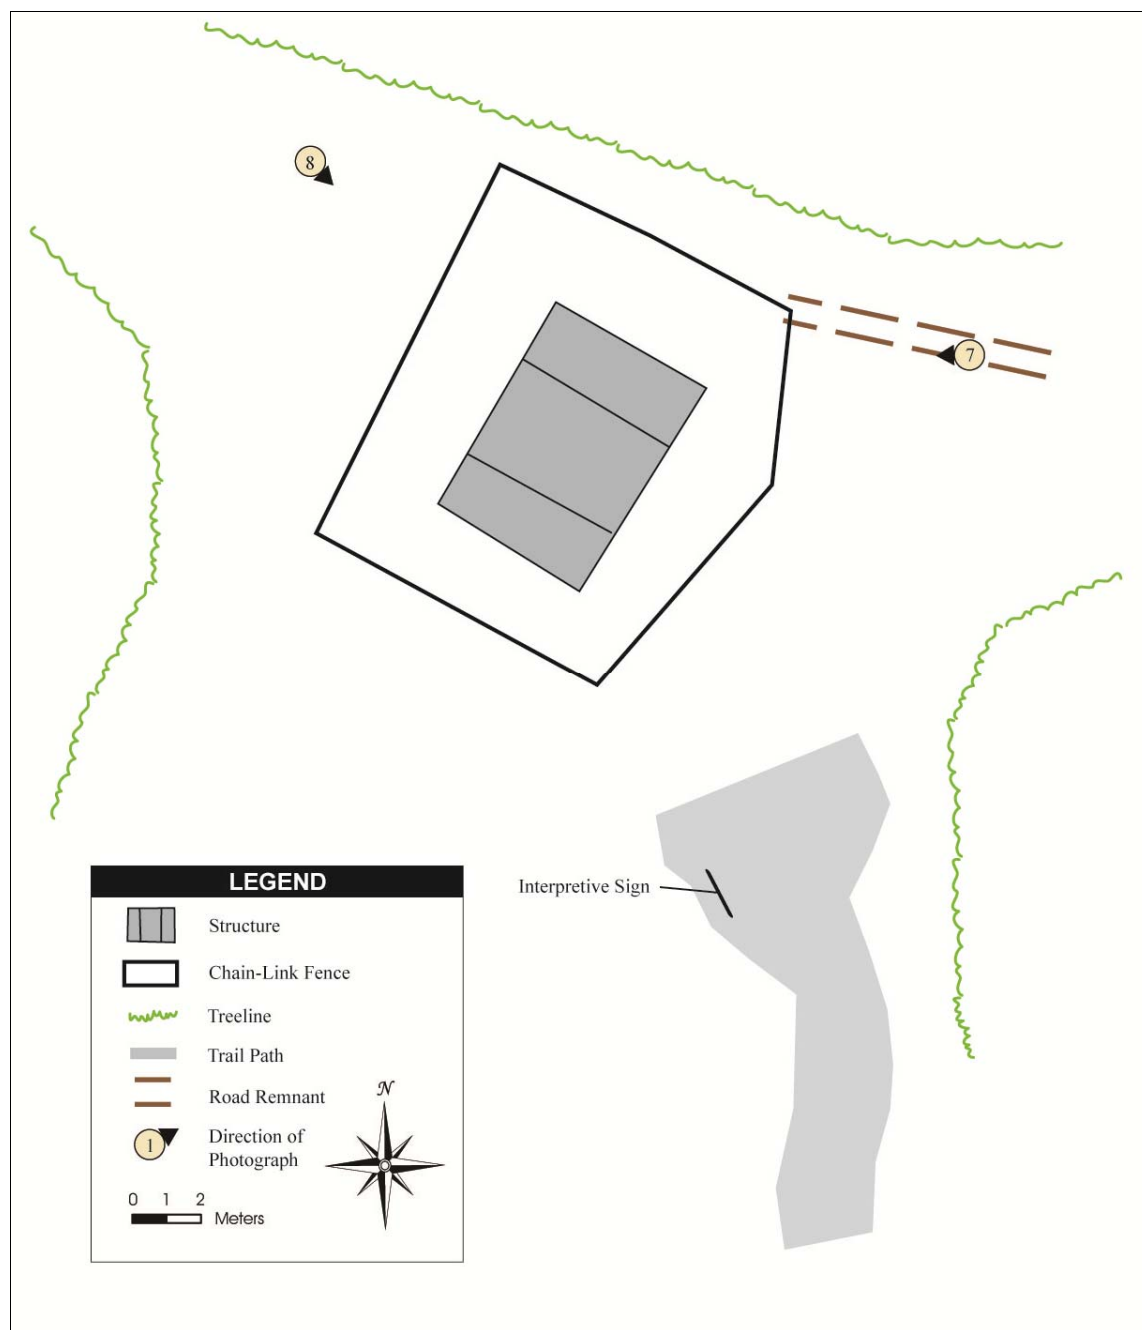 8
7
Interpretive Sign
LEGEND
Structure
Chain-Link Fence
Treeline
Trail Path
Road Remnant
N
1
Direction of
Photograph
0 1 2
Meters